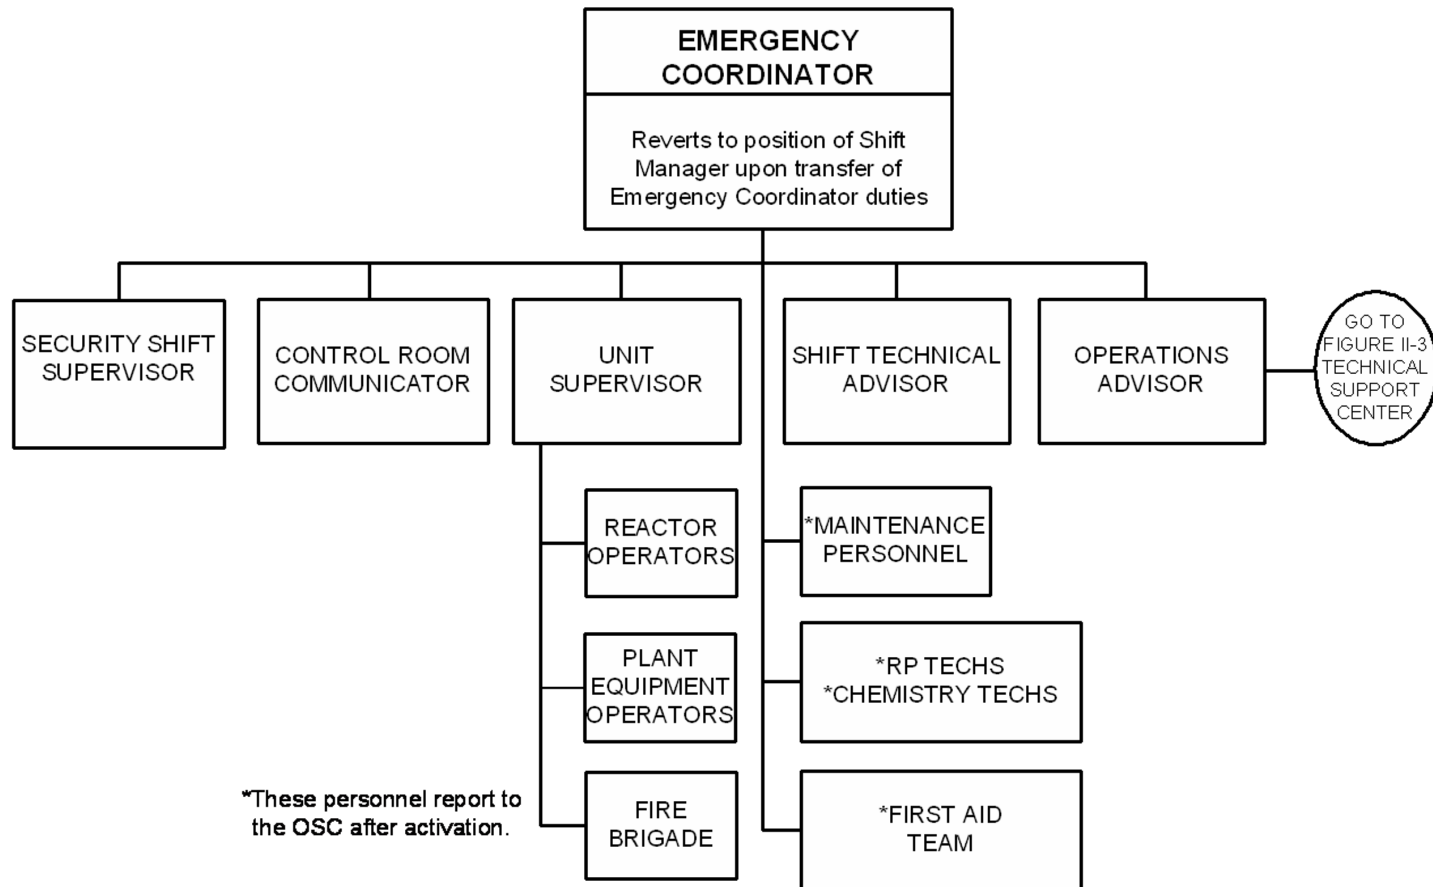 EMERGENCY
COORDINATOR
Reverts to position of Shift
Manager upon transfer of
Emergency Coordinator duties
SECURITY SHIFT
SUPERVISOR
CONTROL ROOM
COMMUNICATOR
UNIT
SUPERVISOR
SHIFT TECHNICAL
ADVISOR
OPERATIONS
ADVISOR
GO TO
FIGURE II-3
TECHNICAL
SUPPORT
CENTER
REACTOR
OPERATORS
*MAINTENANCE
PERSONNEL
PLANT
EQUIPMENT
OPERATORS
*RP TECHS
*CHEMISTRY TECHS
FIRE
BRIGADE
*FIRST AID
TEAM
*These personnel report to
the OSC after activation.